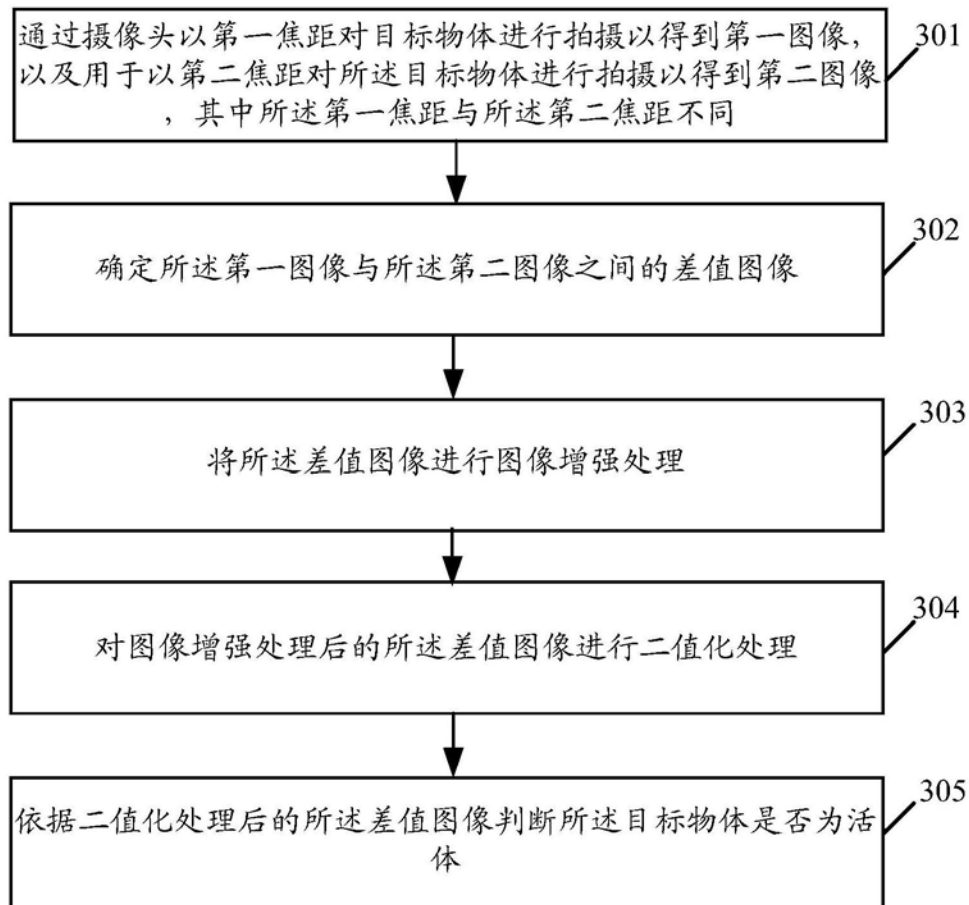 通过摄像头以第一焦距对目标物体进行拍摄以得到第一图像，
以及用于以第二焦距对所述目标物体进行拍摄以得到第二图像
，其中所述第一焦距与所述第二焦距不同
301
确定所述第一图像与所述第二图像之间的差值图像
302
将所述差值图像进行图像增强处理
303
对图像增强处理后的所述差值图像进行二值化处理
304
依据二值化处理后的所述差值图像判断所述目标物体是否为活
体
305